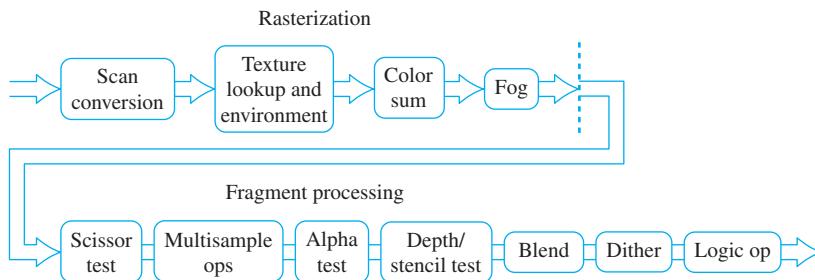 Rasterization
Scan
conversion
Texture
lookup and
environment
Color
sum
Fog
Fragment processing
Scissor
test
Multisample
ops
Alpha
test
Depth/
stencil test
Blend
Dither
Logic op